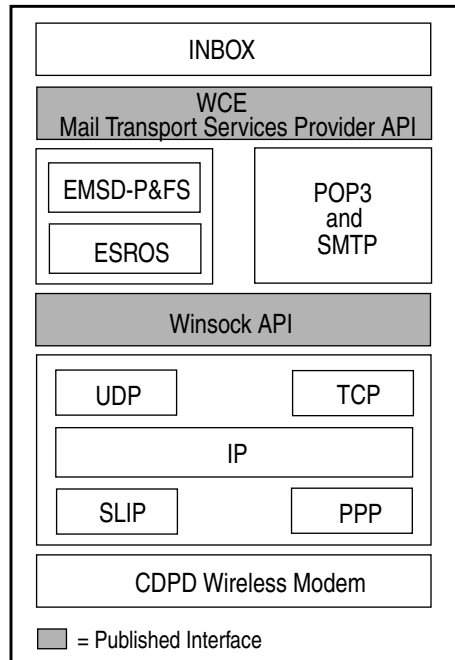 INBOX
WCE
Mail Transport Services Provider API
EMSD-P&FS
ESROS
POP3
and
SMTP
Winsock API
UDP
TCP
IP
SLIP
PPP
CDPD Wireless Modem
= Published Interface